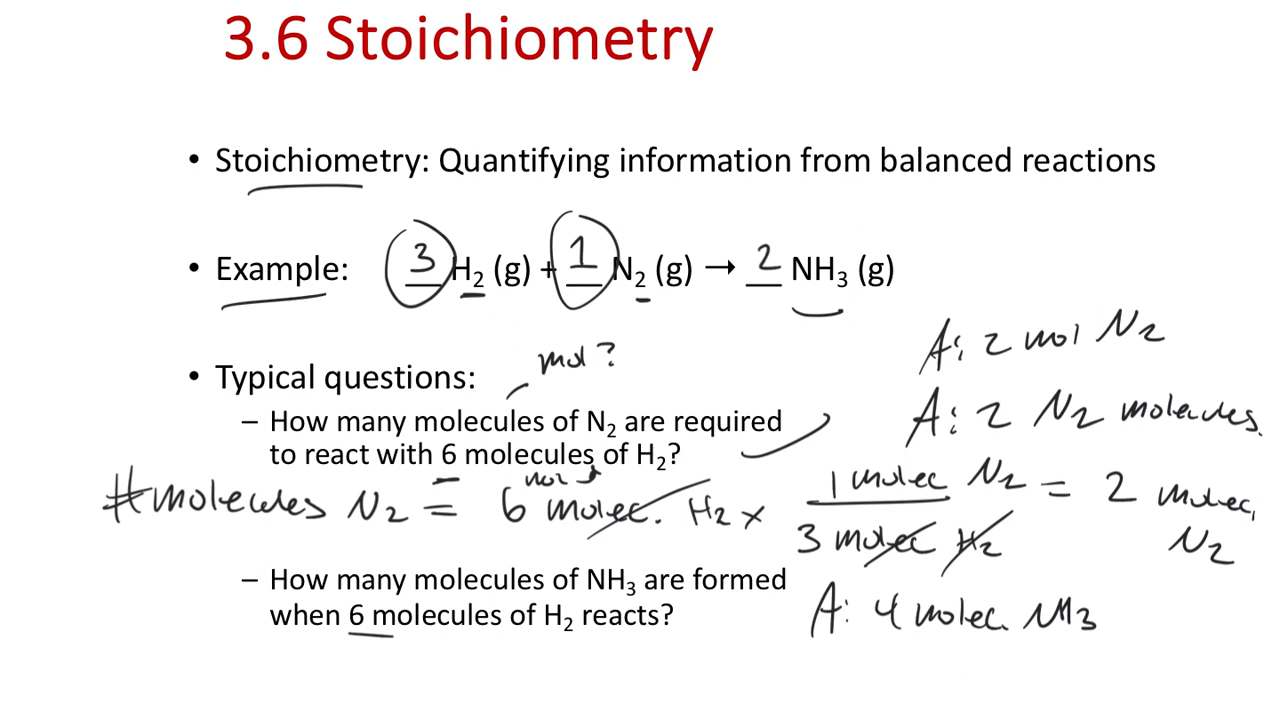 3.6 Stoichiometry
• Stoichiometry: Quantifying information from balanced reactions
• Example: 3 H₂ (g) + 1 N₂ (g) → 2 NH₃ (g)
A: 2 mol N₂
mol ?
• Typical questions:
A: 2 N₂ molecules.
– How many molecules of N₂ are required
to react with 6 molecules of H₂?
#molecules N₂ = 6 molec. H₂ x 1 molec N₂ = 2 molec.
3 molec H₂
N₂
– How many molecules of NH₃ are formed
when 6 molecules of H₂ reacts?
A: 4 molec. NH₃